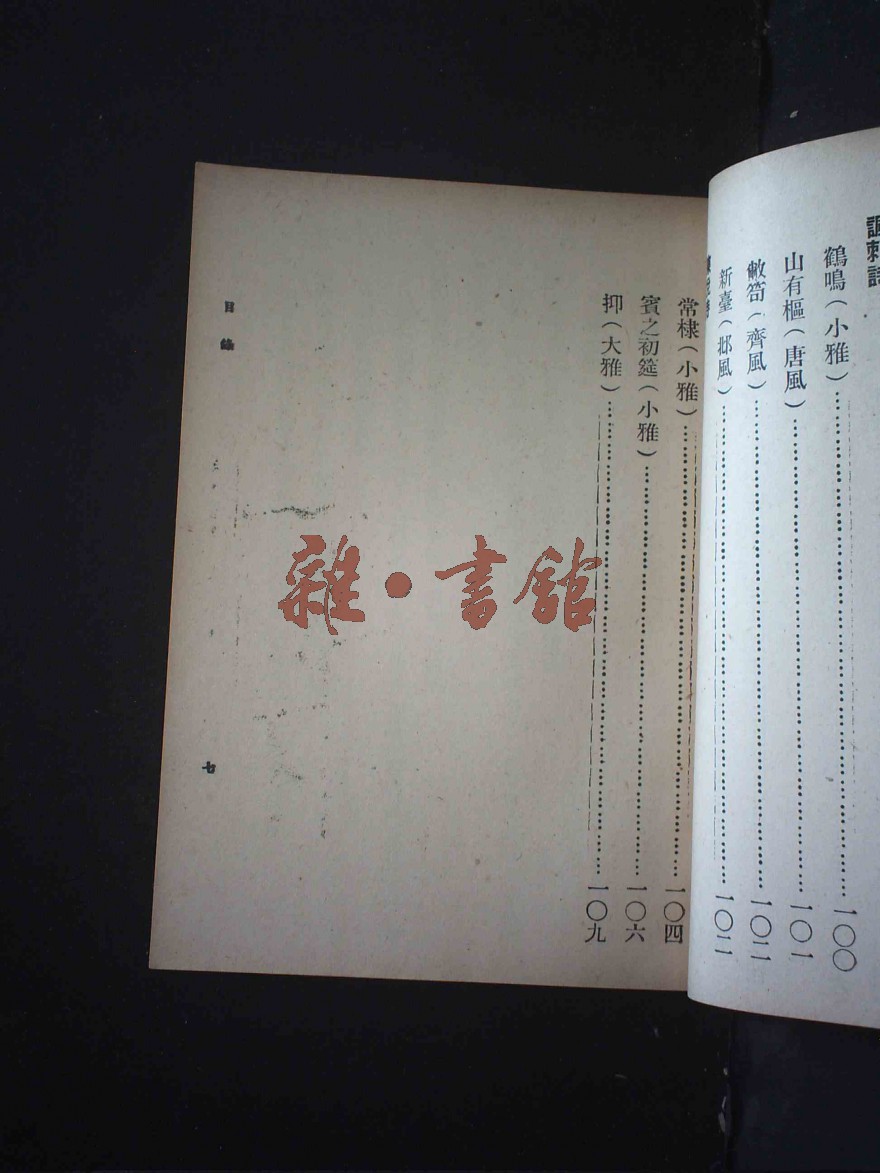 諷刺詩
鶴鳴（小雅）……一〇〇
山有樞（唐風）……一〇一
敝笱（齊風）……一〇二
新臺（邶風）……一〇二
常棣（小雅）……一〇四
賓之初筵（小雅）……一〇六
抑（大雅）……一〇九
目錄
七
雜·書館